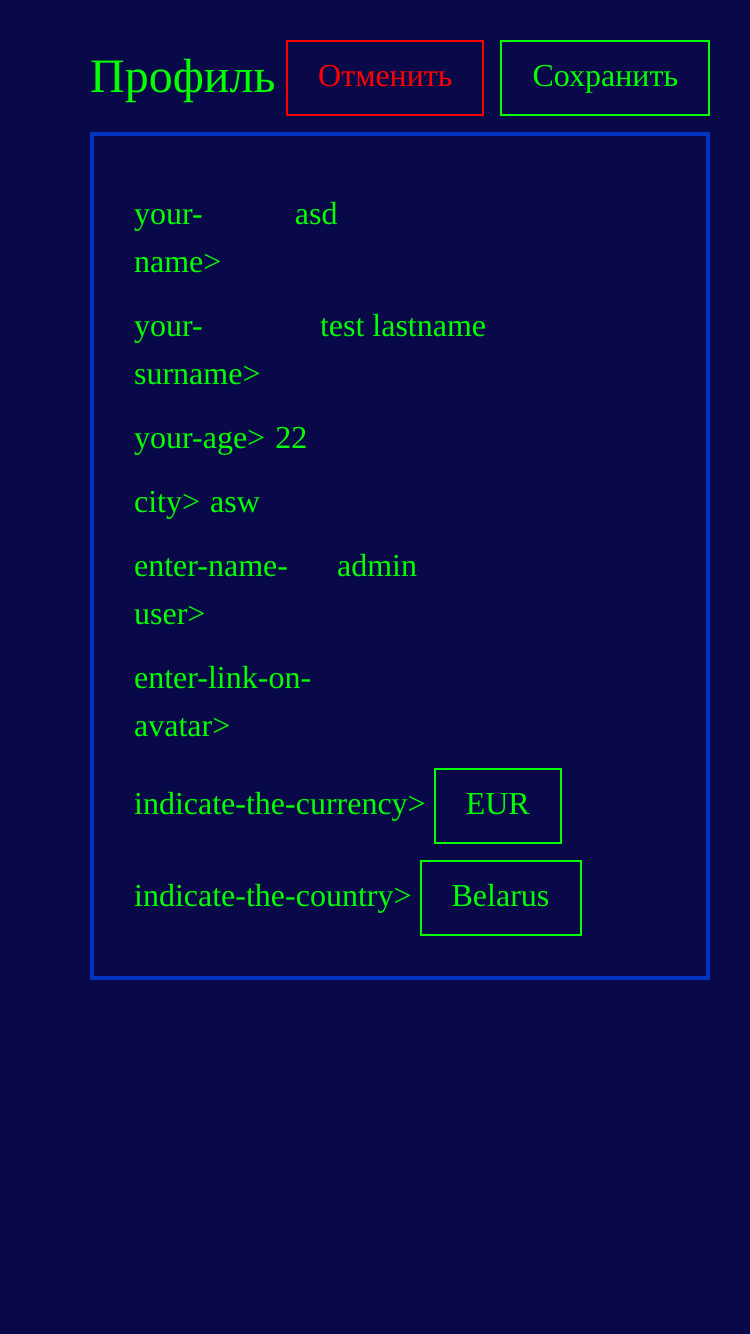 Профиль Отменить Сохранить
your- asd
name>
your- test lastname
surname>
your-age> 22
city> asw
enter-name- admin
user>
enter-link-on-
avatar>
indicate-the-currency> EUR
indicate-the-country> Belarus